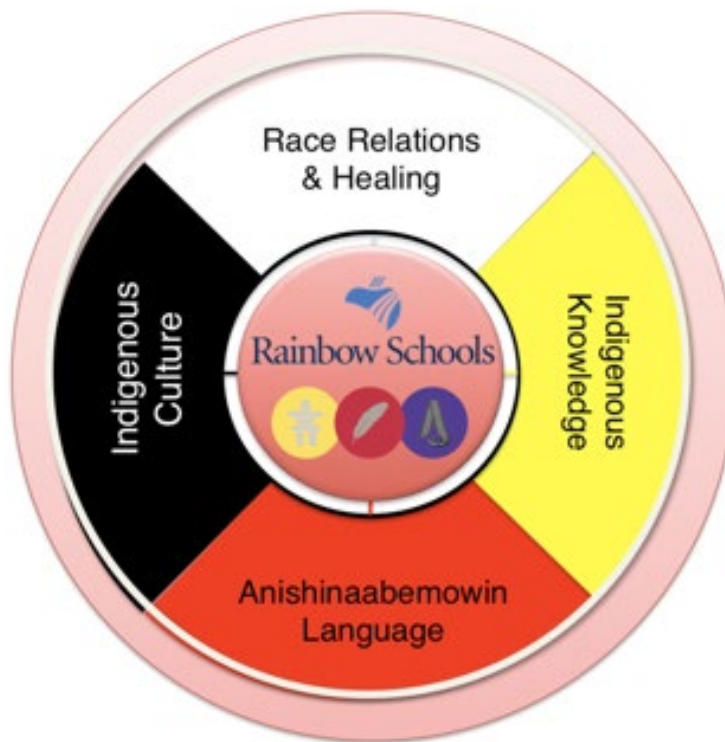 Race Relations
& Healing
Indigenous
Knowledge
Anishinaabemowin
Language
Indigenous
Culture
Rainbow Schools